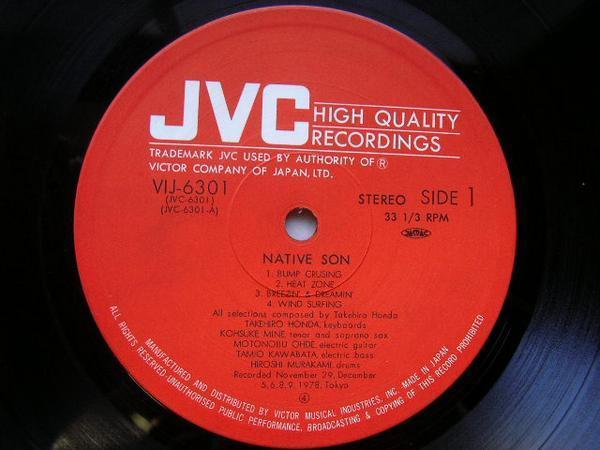 JVC
HIGH QUALITY
RECORDINGS
TRADEMARK JVC USED BY AUTHORITY OF Ⓡ
VICTOR COMPANY OF JAPAN, LTD.
VIJ-6301
(JVC-6301)
(JVC-6301-A)
STEREO SIDE 1
33 1/3 RPM
JASRAC
NATIVE SON
1. BUMP CRUSING
2. HEAT ZONE
3. BREEZIN' & DREAMIN'
4. WIND SURFING
All selections composed by Takehiro Honda
TAKEHIRO HONDA, keyboards
KOHSUKE MINE, tenor and soprano sax
MOTONOBU OHDE, electric guitar
TAMIO KAWABATA, electric bass
HIROSHI MURAKAMI, drums
Recorded November 29, December
5,6,8,9, 1978, Tokyo
④
MANUFACTURED AND DISTRIBUTED BY VICTOR MUSICAL INDUSTRIES, INC. MADE IN JAPAN
ALL RIGHTS RESERVED UNAUTHORISED PUBLIC PERFORMANCE, BROADCASTING & COPYING OF THIS RECORD PROHIBITED